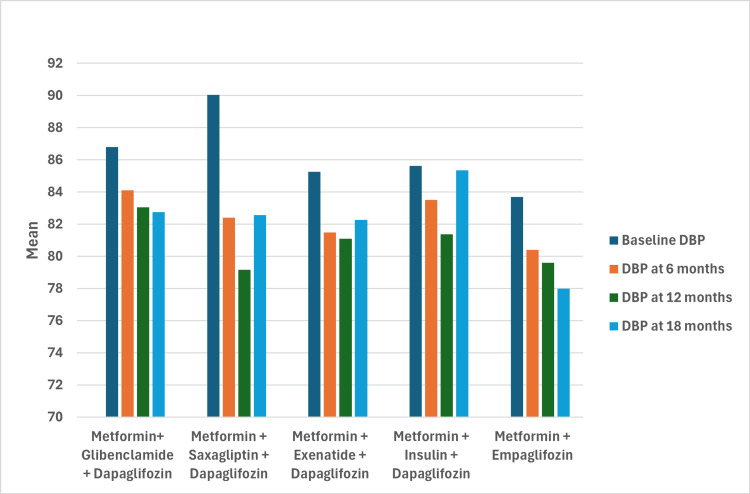 92
90
88
86
84
82
80
78
76
74
72
70
Mean
Metformin+
Glibenclamide
+ Dapaglifozin
Metformin +
Saxagliptin +
Dapaglifozin
Metformin +
Exenatide +
Dapaglifozin
Metformin +
Insulin +
Dapaglifozin
Metformin +
Empaglifozin
Baseline DBP
DBP at 6 months
DBP at 12 months
DBP at 18 months